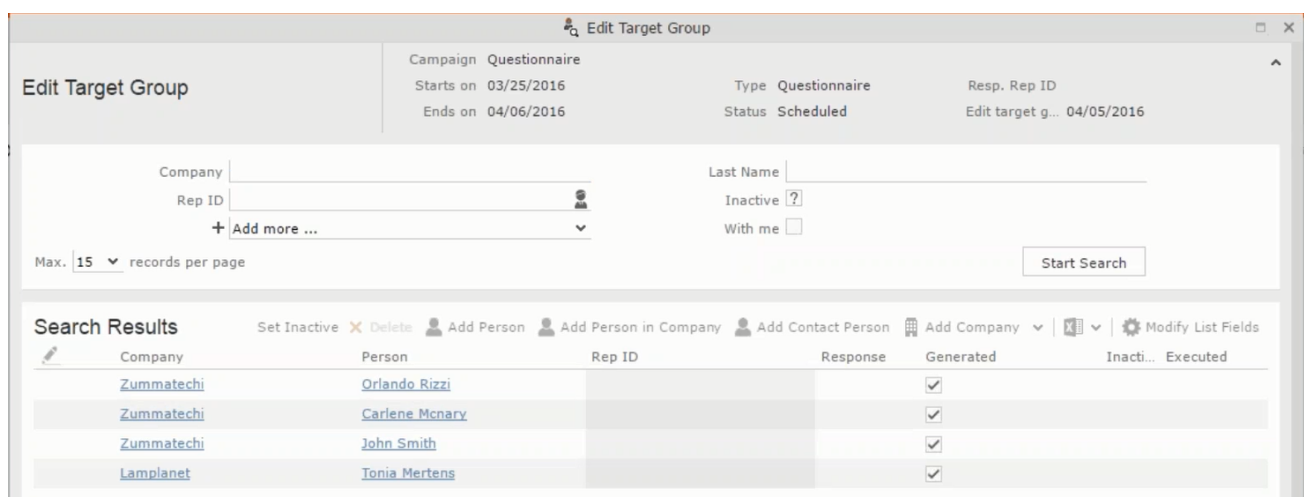 Edit Target Group
Edit Target Group
Campaign Questionnaire
Starts on 03/25/2016 Type Questionnaire Resp. Rep ID
Ends on 04/06/2016 Status Scheduled Edit target g... 04/05/2016
Company Last Name
Rep ID Inactive ?
+ Add more ... With me
Max. 15 records per page Start Search
Search Results Set Inactive Delete Add Person Add Person in Company Add Contact Person Add Company Modify List Fields
Company Person Rep ID Response Generated Inacti... Executed
Zummatechi Orlando Rizzi
Zummatechi Carlene Mcnary
Zummatechi John Smith
Lamplanet Tonia Mertens